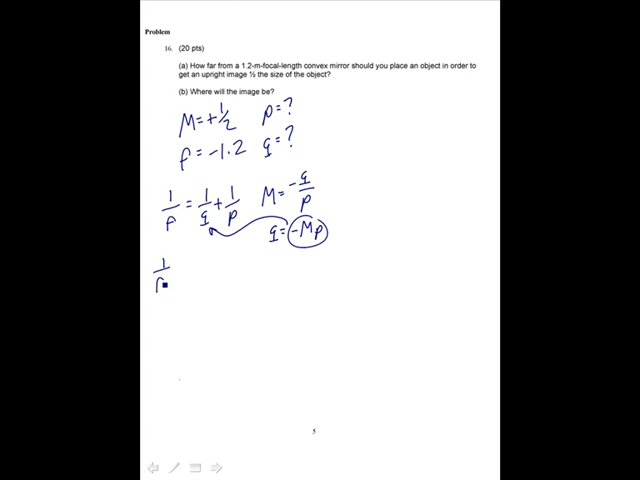 Problem
16. (20 pts)
(a) How far from a 1.2-m-focal-length convex mirror should you place an object in order to
get an upright image ½ the size of the object?
(b) Where will the image be?
M = + 1/2 p = ?
f = -1.2 q = ?
1/f = 1/q + 1/p M = -q/p
q = -Mp
1/f
5